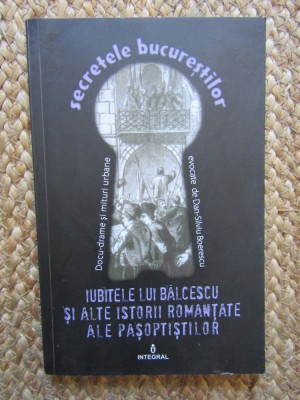 secretele bucureștilor
Docu-drame și mituri urbane
evocate de Dan-Silviu Boerescu
IUBITELE LUI BĂLCESCU
ȘI ALTE ISTORII ROMANȚATE
ALE PAȘOPTIȘTILOR
INTEGRAL